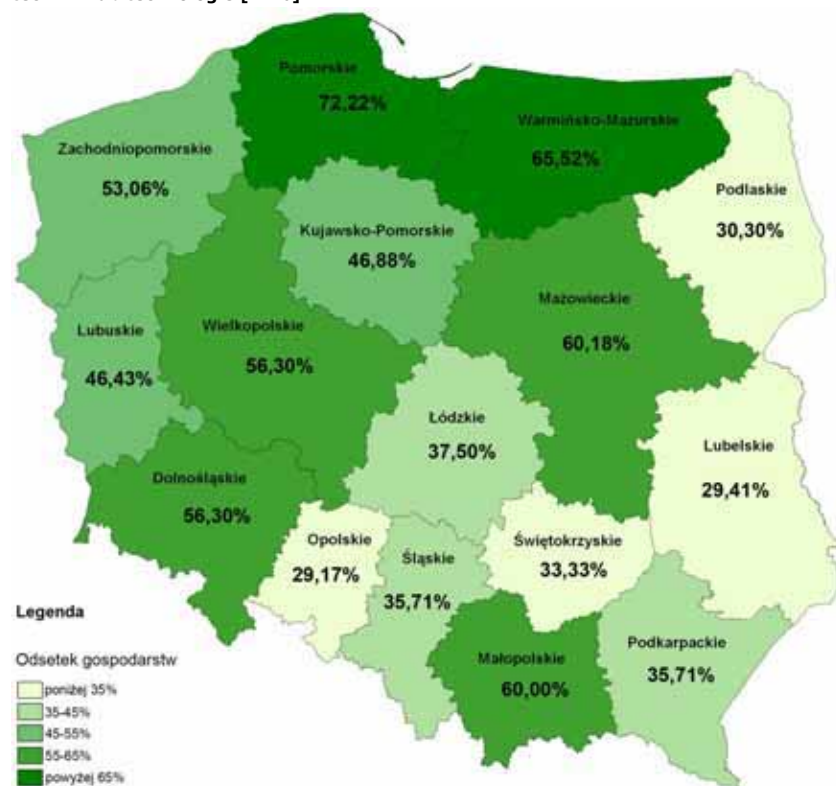 Pomorskie
72,22%
Warmińsko-Mazurskie
65,52%
Zachodniopomorskie
53,06%
Podlaskie
30,30%
Kujawsko-Pomorskie
46,88%
Mazowieckie
60,18%
Lubuskie
46,43%
Wielkopolskie
56,30%
Łódzkie
37,50%
Lubelskie
29,41%
Dolnośląskie
56,30%
Opolskie
29,17%
Śląskie
35,71%
Świętokrzyskie
33,33%
Małopolskie
60,00%
Podkarpackie
35,71%
Legenda
Odsetek gospodarstw
poniżej 35%
35-45%
45-55%
55-65%
powyżej 65%